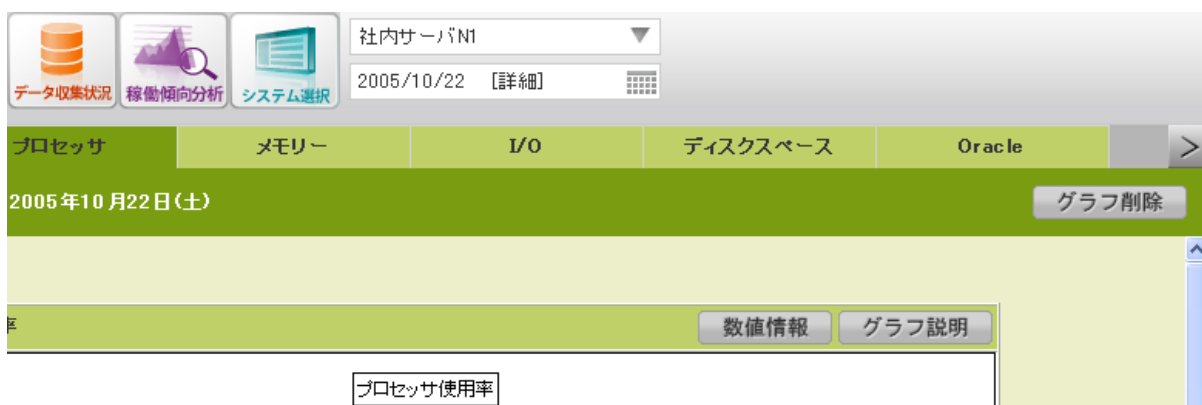 社内サーバN1
データ収集状況 稼働傾向分析 システム選択
2005/10/22 [詳細]
プロセッサ メモリー I/O ディスクスペース Oracle >
2005年10月22日(土) グラフ削除
率 数値情報 グラフ説明
プロセッサ使用率